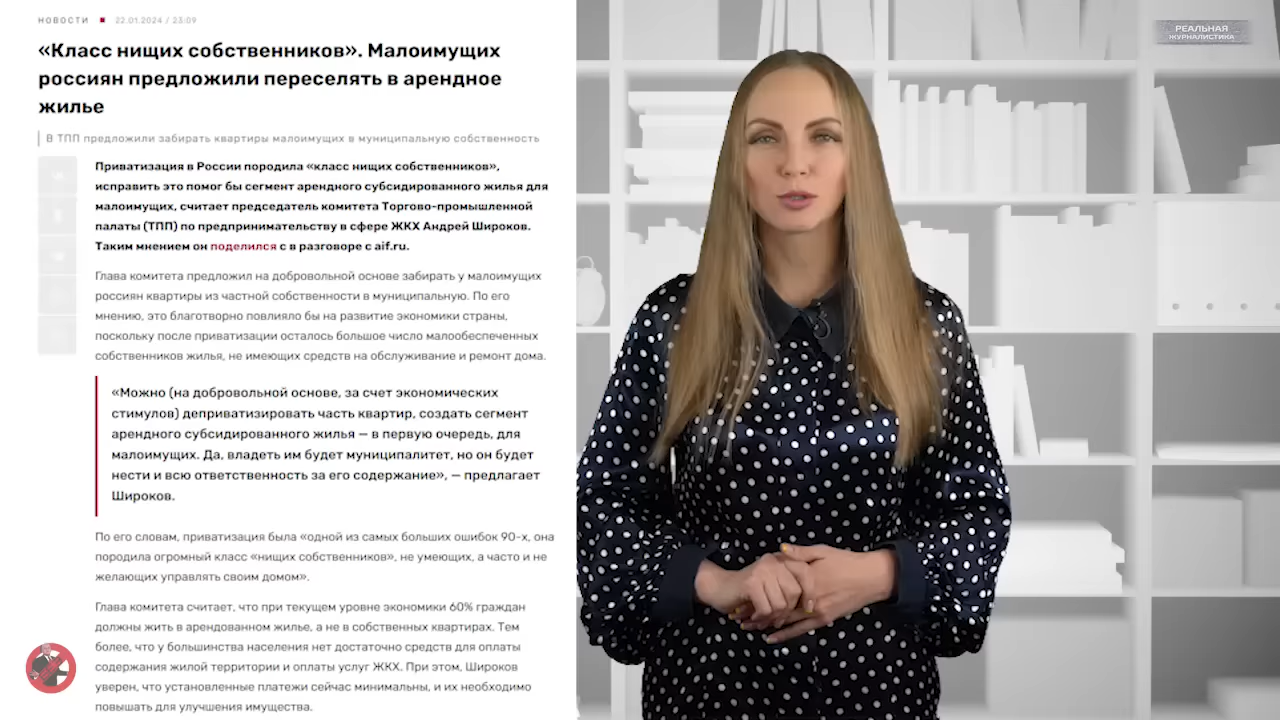 НОВОСТИ 22.01.2024 / 23:09
«Класс нищих собственников». Малоимущих
россиян предложили переселять в арендное
жилье
В ТПП предложили забирать квартиры малоимущих в муниципальную собственность
Приватизация в России породила «класс нищих собственников»,
исправить это помог бы сегмент арендного субсидированного жилья для
малоимущих, считает председатель комитета Торгово-промышленной
палаты (ТПП) по предпринимательству в сфере ЖКХ Андрей Широков.
Таким мнением он поделился с в разговоре с aif.ru.
Глава комитета предложил на добровольной основе забирать у малоимущих
россиян квартиры из частной собственности в муниципальную. По его
мнению, это благотворно повлияло бы на развитие экономики страны,
поскольку после приватизации осталось большое число малообеспеченных
собственников жилья, не имеющих средств на обслуживание и ремонт дома.
«Можно (на добровольной основе, за счет экономических
стимулов) деприватизировать часть квартир, создать сегмент
арендного субсидированного жилья — в первую очередь, для
малоимущих. Да, владеть им будет муниципалитет, но он будет
нести и всю ответственность за его содержание», — предлагает
Широков.
По его словам, приватизация была «одной из самых больших ошибок 90-х, она
породила огромный класс «нищих собственников», не умеющих, а часто и не
желающих управлять своим домом».
Глава комитета считает, что при текущем уровне экономики 60% граждан
должны жить в арендованном жилье, а не в собственных квартирах. Тем
более, что у большинства населения нет достаточно средств для оплаты
содержания жилой территории и оплаты услуг ЖКХ. При этом, Широков
уверен, что установленные платежи сейчас минимальны, и их необходимо
повышать для улучшения имущества.
РЕАЛЬНАЯ
ЖУРНАЛИСТИКА